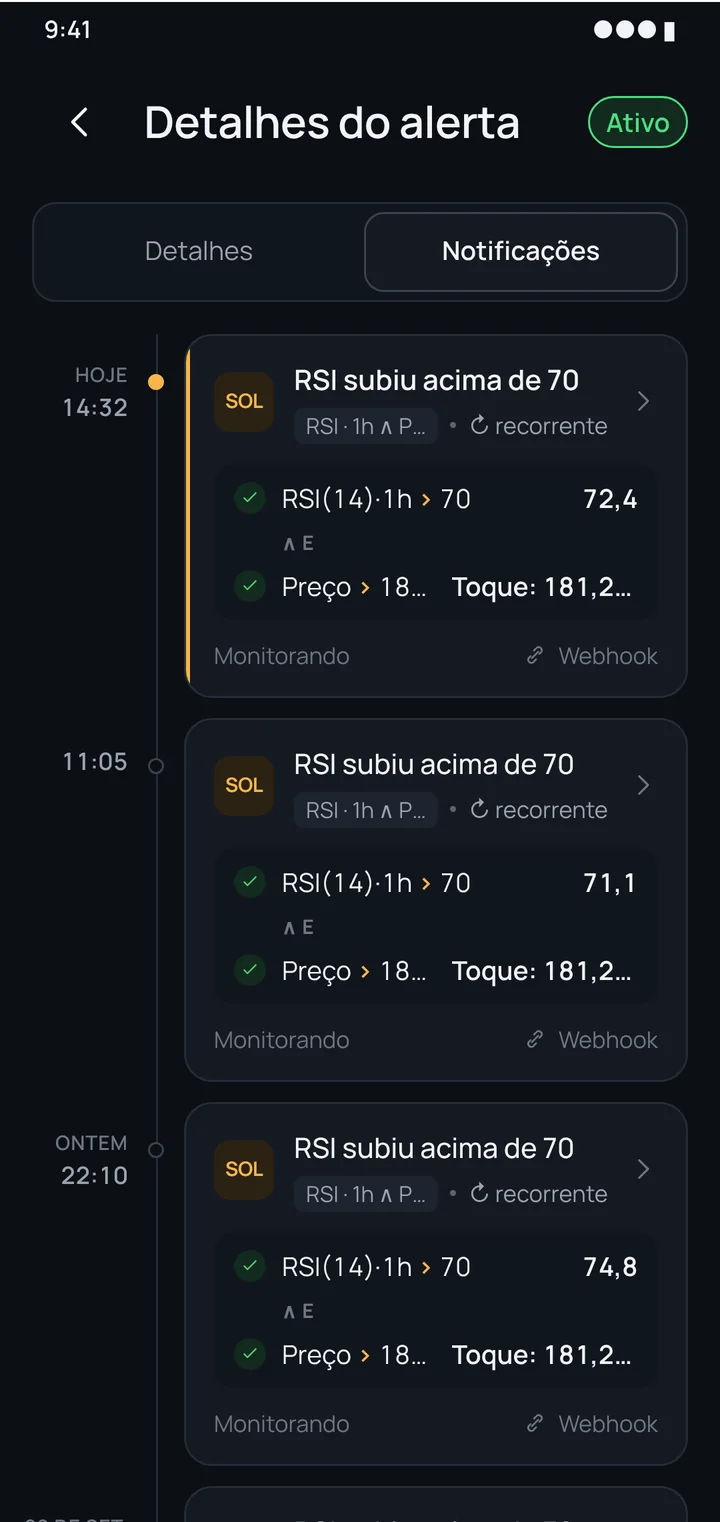 9:41
Detalhes do alerta
Ativo
Detalhes
Notificações
HOJE
14:32
SOL
RSI subiu acima de 70
RSI · 1h ∧ P... • ↻ recorrente
RSI(14)·1h > 70 72,4
∧ E
Preço > 18... Toque: 181,2...
Monitorando Webhook
11:05
SOL
RSI subiu acima de 70
RSI · 1h ∧ P... • ↻ recorrente
RSI(14)·1h > 70 71,1
∧ E
Preço > 18... Toque: 181,2...
Monitorando Webhook
ONTEM
22:10
SOL
RSI subiu acima de 70
RSI · 1h ∧ P... • ↻ recorrente
RSI(14)·1h > 70 74,8
∧ E
Preço > 18... Toque: 181,2...
Monitorando Webhook